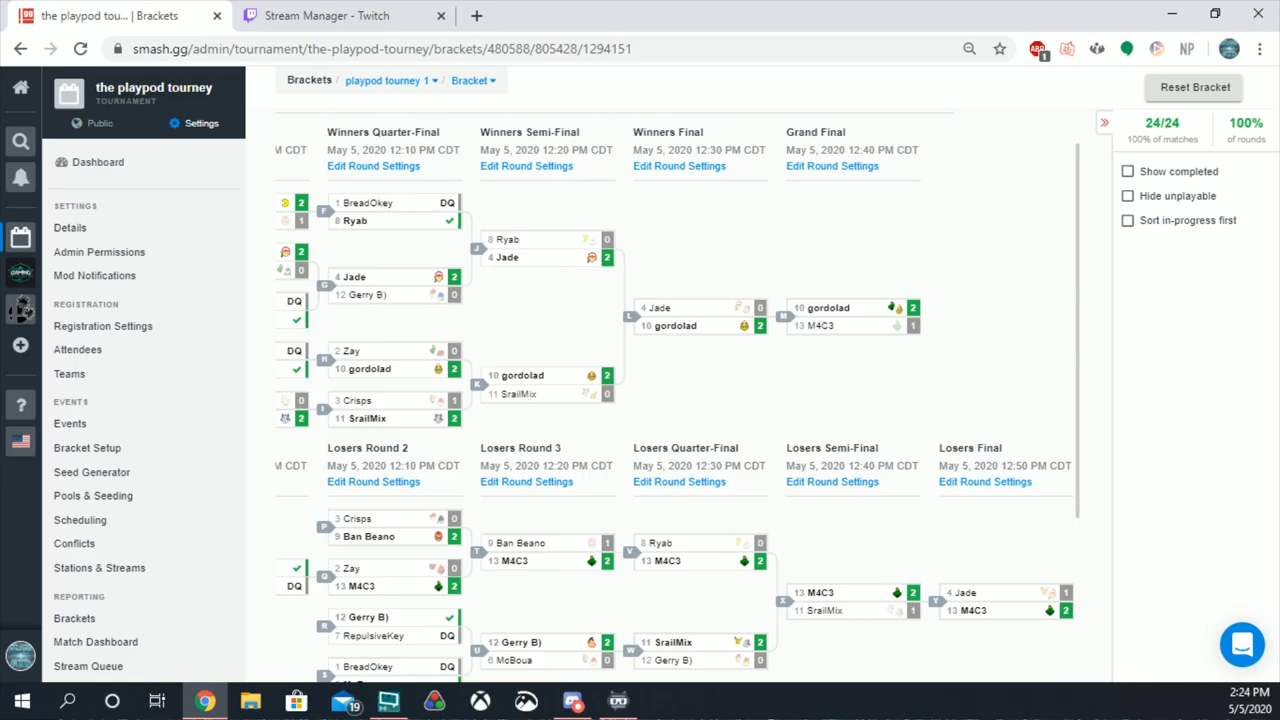 the playpod tou... | Brackets
Stream Manager - Twitch
smash.gg/admin/tournament/the-playpod-tourney/brackets/480588/805428/1294151
ABP
1
NP
the playpod tourney
TOURNAMENT
Public
Settings
Dashboard
SETTINGS
Details
Admin Permissions
Mod Notifications
REGISTRATION
Registration Settings
Attendees
Teams
EVENTS
Events
Bracket Setup
Seed Generator
Pools & Seeding
Scheduling
Conflicts
Stations & Streams
REPORTING
Brackets
Match Dashboard
Stream Queue
Brackets / playpod tourney 1 / Bracket
Reset Bracket
24/24
100% of matches
100%
of rounds
Show completed
Hide unplayable
Sort in-progress first
Winners Quarter-Final
Winners Semi-Final
Winners Final
Grand Final
M CDT
May 5, 2020 12:10 PM CDT
May 5, 2020 12:20 PM CDT
May 5, 2020 12:30 PM CDT
May 5, 2020 12:40 PM CDT
Edit Round Settings
Edit Round Settings
Edit Round Settings
Edit Round Settings
2
1
2
0
DQ
DQ
0
2
F
1 BreadOkey DQ
8 Ryab
G
4 Jade 2
12 Gerry B) 0
H
2 Zay 0
10 gordolad 2
I
3 Crisps 1
11 SrailMix 2
J
8 Ryab 0
4 Jade 2
K
10 gordolad 2
11 SrailMix 0
L
4 Jade 0
10 gordolad 2
M
10 gordolad 2
13 M4C3 1
Losers Round 2
Losers Round 3
Losers Quarter-Final
Losers Semi-Final
Losers Final
M CDT
May 5, 2020 12:10 PM CDT
May 5, 2020 12:20 PM CDT
May 5, 2020 12:30 PM CDT
May 5, 2020 12:40 PM CDT
May 5, 2020 12:50 PM CDT
Edit Round Settings
Edit Round Settings
Edit Round Settings
Edit Round Settings
Edit Round Settings
DQ
P
3 Crisps 0
9 Ban Beano 2
Q
2 Zay 0
13 M4C3 2
R
12 Gerry B)
7 RepulsiveKey DQ
S
1 BreadOkey DQ
T
9 Ban Beano 1
13 M4C3 2
U
12 Gerry B) 2
6 McBoua 0
V
8 Ryab 0
13 M4C3 2
W
11 SrailMix 2
12 Gerry B) 0
X
13 M4C3 2
11 SrailMix 1
Y
4 Jade 1
13 M4C3 2
19
2:24 PM
5/5/2020